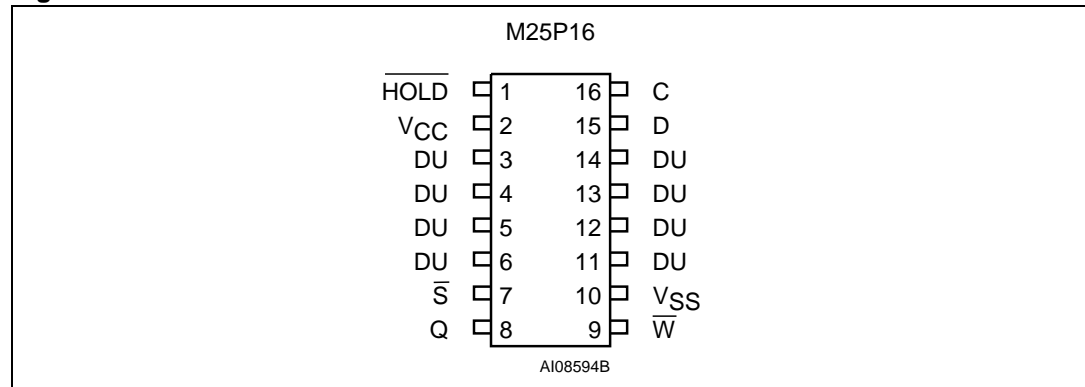 M25P16
HOLD 1 16 C
VCC 2 15 D
DU 3 14 DU
DU 4 13 DU
DU 5 12 DU
DU 6 11 DU
S 7 10 VSS
Q 8 9 W
AI08594B